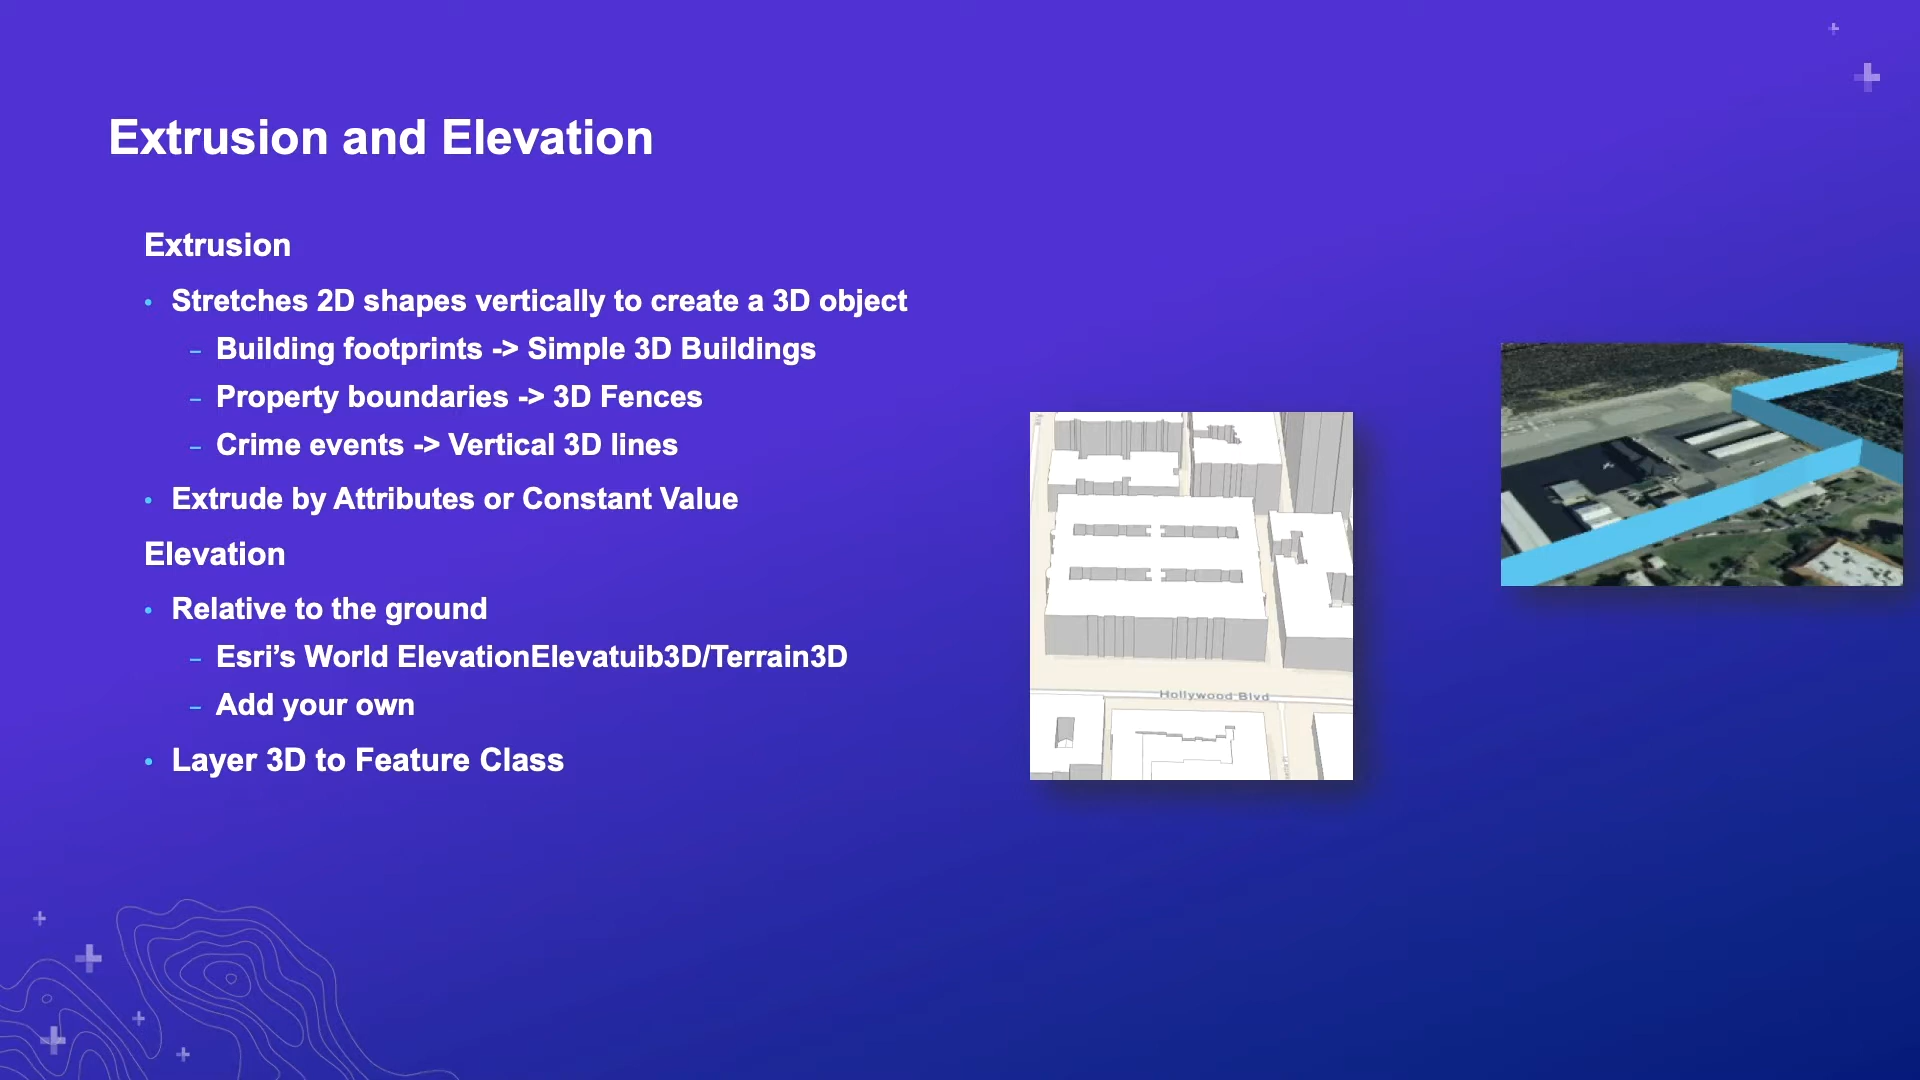 Extrusion and Elevation
Extrusion
• Stretches 2D shapes vertically to create a 3D object
– Building footprints -> Simple 3D Buildings
– Property boundaries -> 3D Fences
– Crime events -> Vertical 3D lines
• Extrude by Attributes or Constant Value
Elevation
• Relative to the ground
– Esri’s World ElevationElevatuib3D/Terrain3D
– Add your own
• Layer 3D to Feature Class
Hollywood Blvd